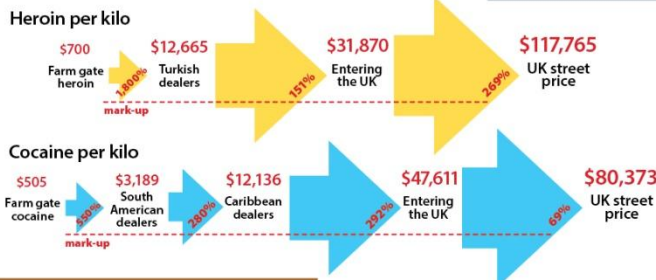 Heroin per kilo
$700
Farm gate
heroin
1,800%
mark-up
$12,665
Turkish
dealers
151%
$31,870
Entering
the UK
269%
$117,765
UK street
price
Cocaine per kilo
$505
Farm gate
cocaine
550%
mark-up
$3,189
South
American
dealers
280%
$12,136
Caribbean
dealers
292%
$47,611
Entering
the UK
69%
$80,373
UK street
price